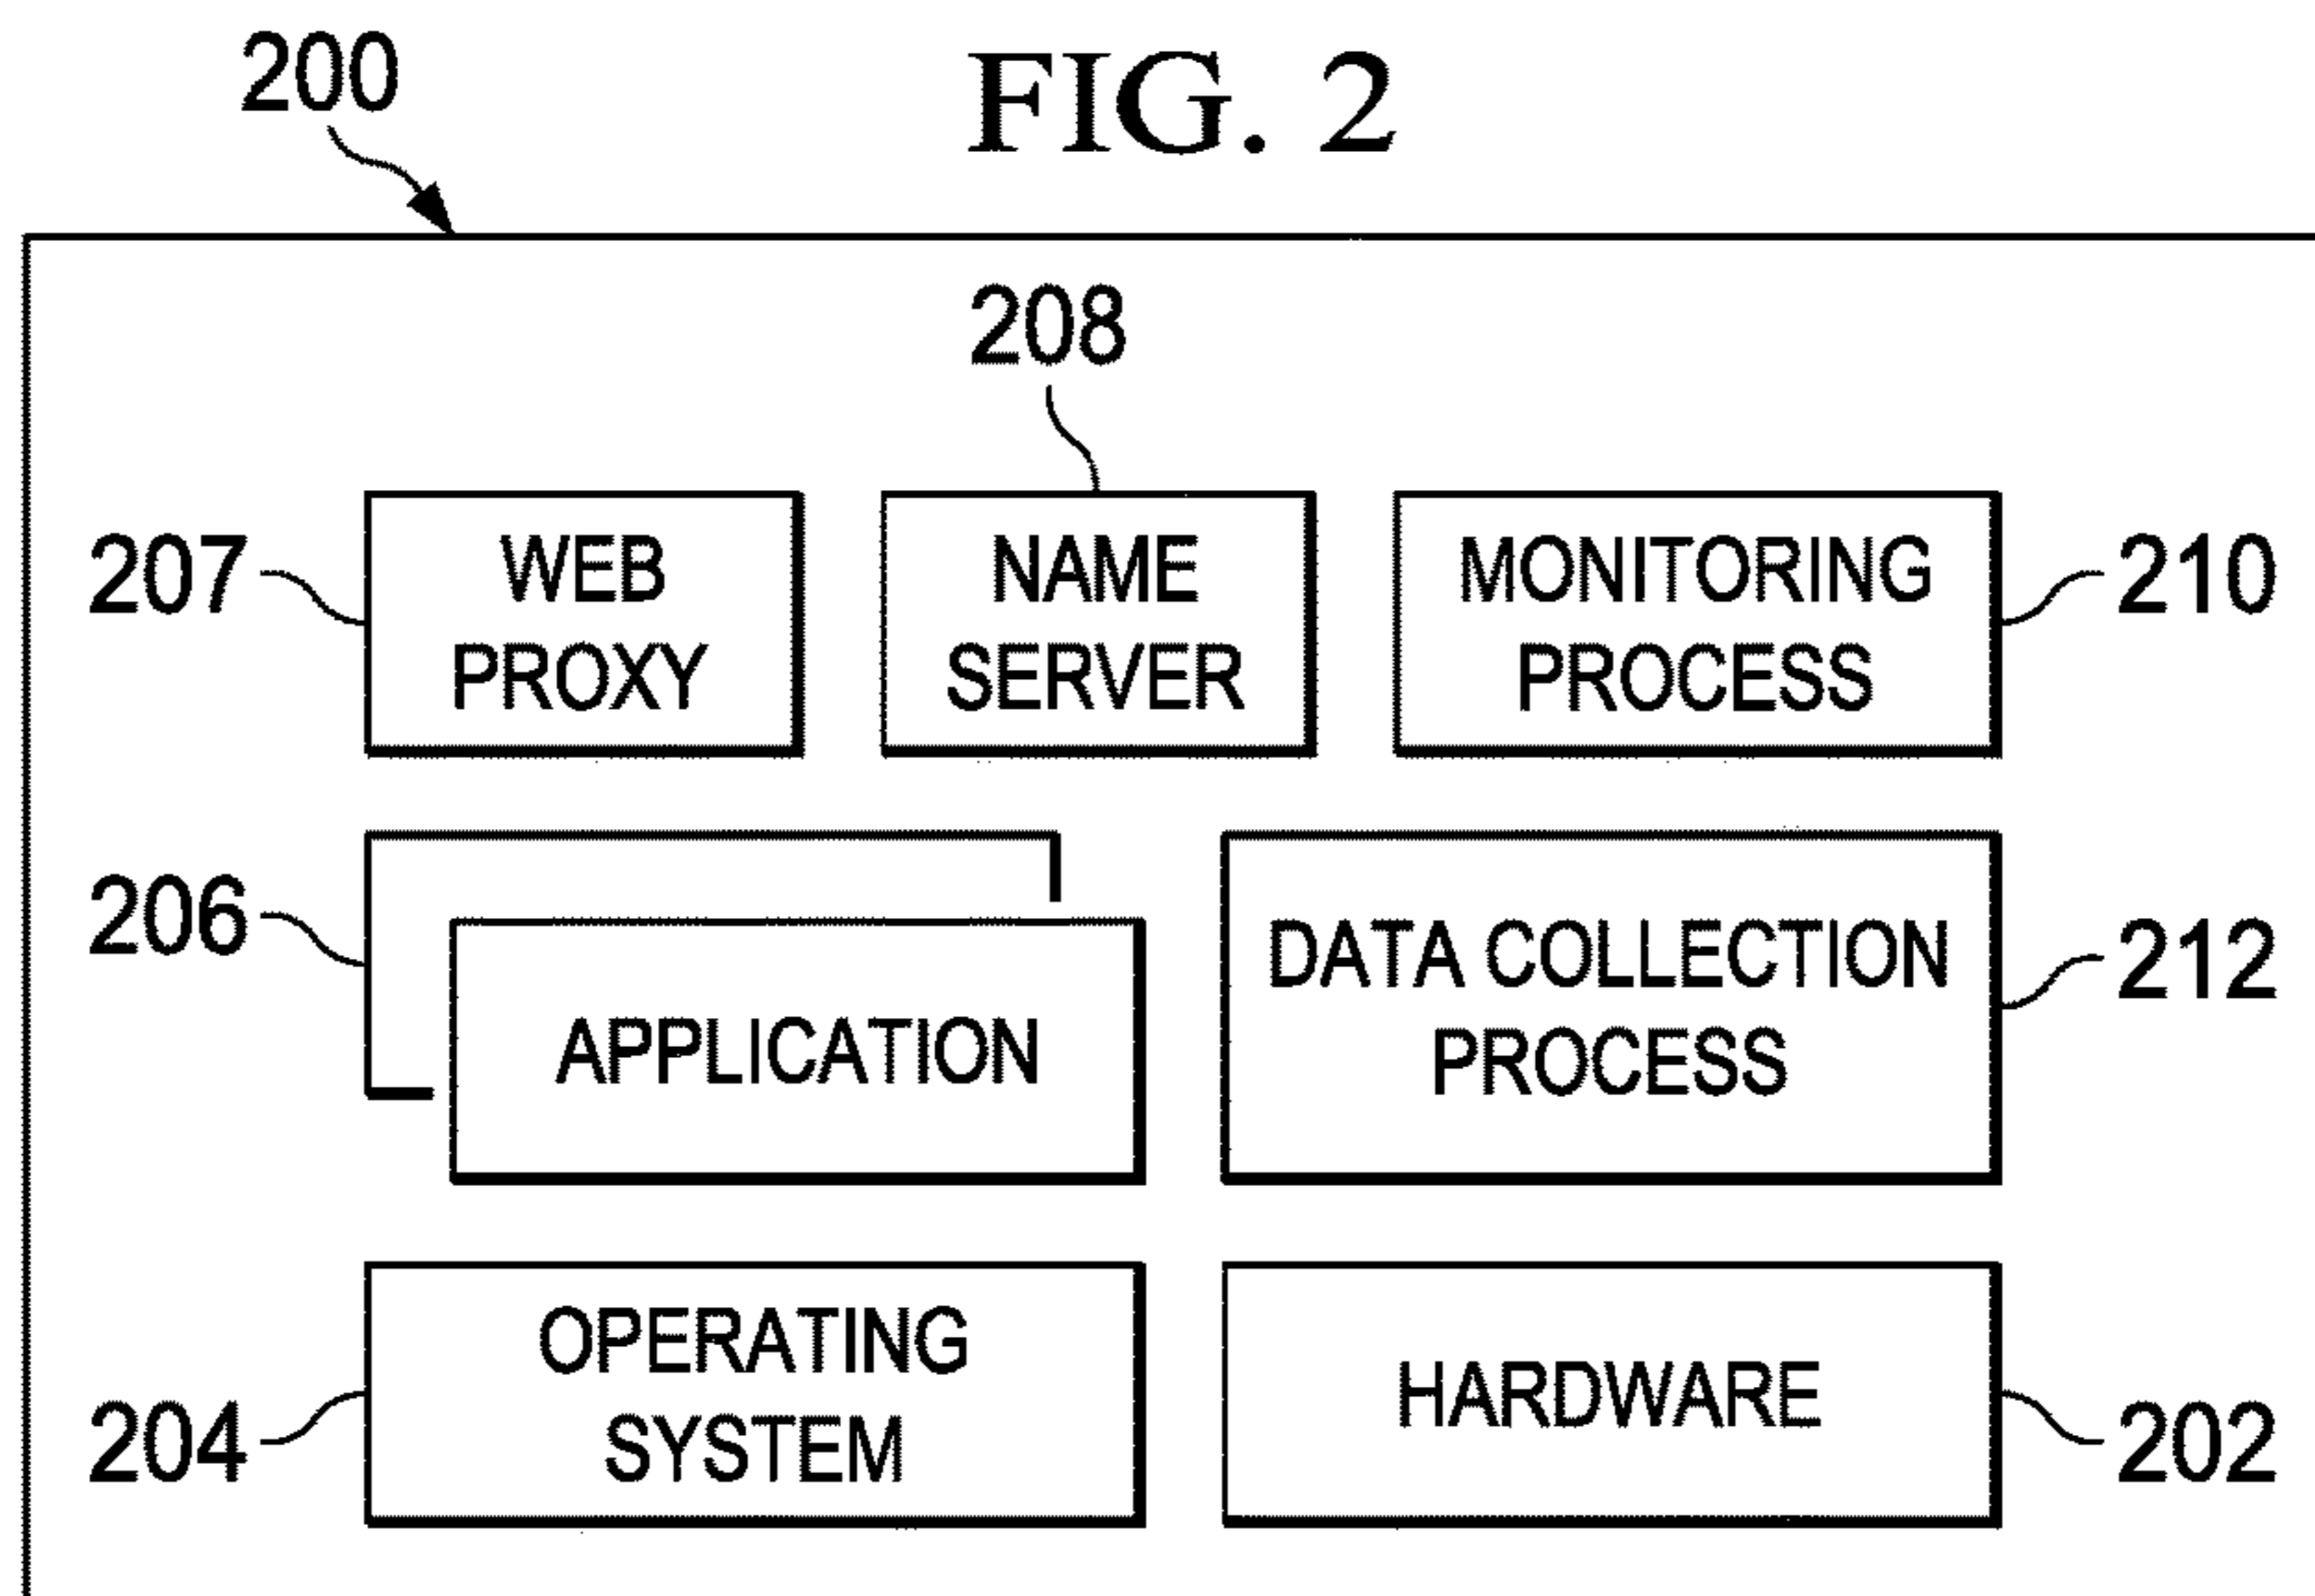 200
FIG. 2
208
207
WEB
PROXY
NAME
SERVER
MONITORING
PROCESS
210
206
APPLICATION
DATA COLLECTION
PROCESS
212
204
OPERATING
SYSTEM
HARDWARE
202